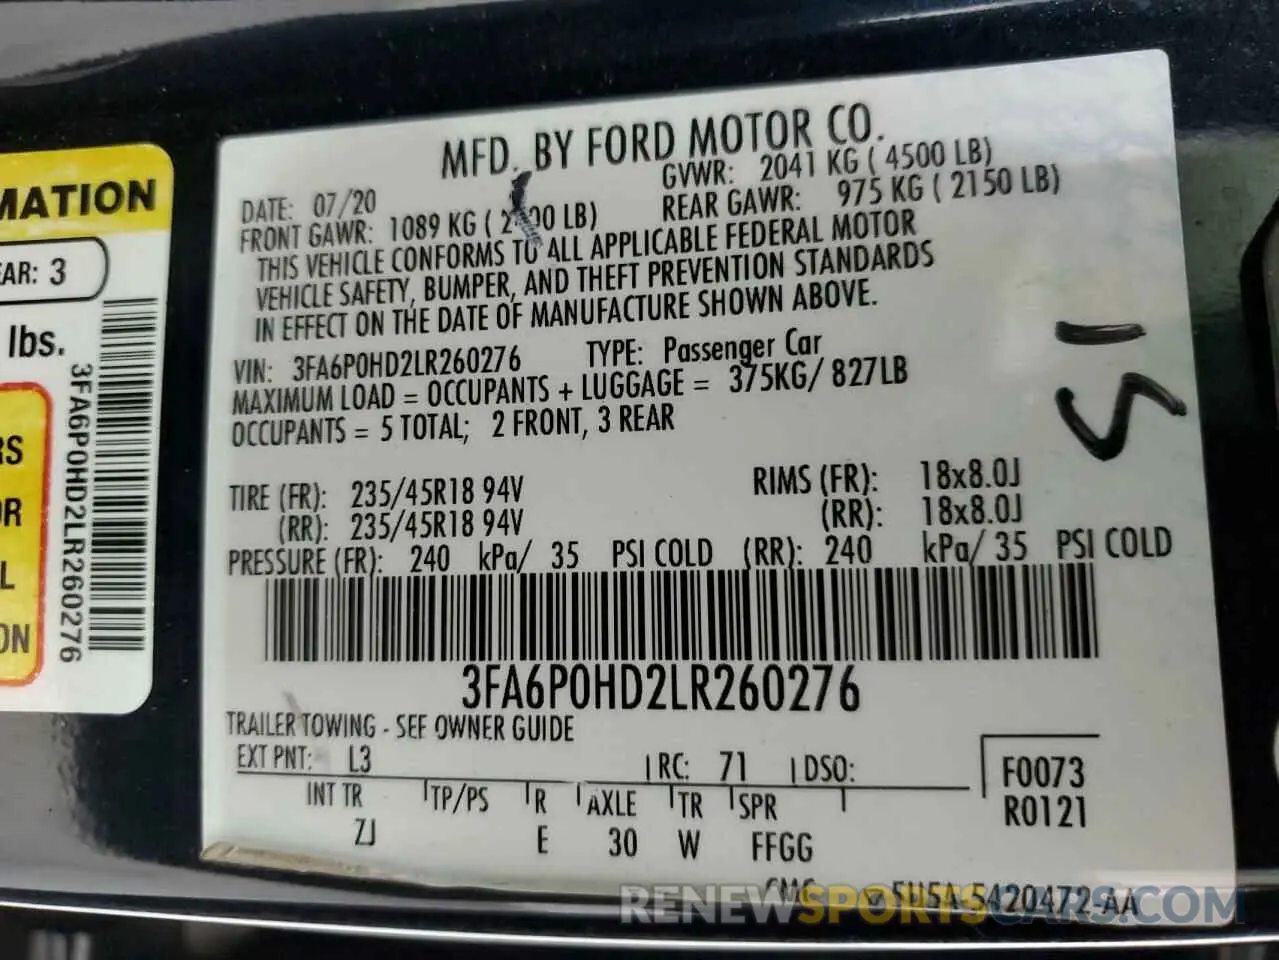 MATION
EAR: 3
lbs.
RS
OR
L
ON
3FA6P0HD2LR260276
MFD. BY FORD MOTOR CO.
DATE: 07/20 GVWR: 2041 KG ( 4500 LB)
FRONT GAWR: 1089 KG ( LB) REAR GAWR: 975 KG ( 2150 LB)
THIS VEHICLE CONFORMS TO ALL APPLICABLE FEDERAL MOTOR
VEHICLE SAFETY, BUMPER, AND THEFT PREVENTION STANDARDS
IN EFFECT ON THE DATE OF MANUFACTURE SHOWN ABOVE.
VIN: 3FA6P0HD2LR260276 TYPE: Passenger Car
MAXIMUM LOAD = OCCUPANTS + LUGGAGE = 375KG/ 827LB
OCCUPANTS = 5 TOTAL; 2 FRONT, 3 REAR
TIRE (FR): 235/45R18 94V RIMS (FR): 18x8.0J
(RR): 235/45R18 94V (RR): 18x8.0J
PRESSURE (FR): 240 kPa/ 35 PSI COLD (RR): 240 kPa/ 35 PSI COLD
3FA6P0HD2LR260276
TRAILER TOWING - SEE OWNER GUIDE
EXT PNT: L3 RC: 71 DSO:
INT TR TP/PS R AXLE TR SPR
ZJ E 30 W FFGG
F0073
R0121
5U5A-5420472-AA
RENEWSPORTSCARS.COM